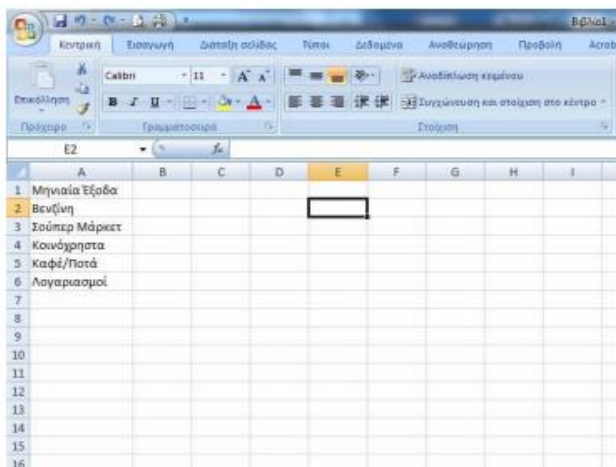 Βιβλίο1 -
Κεντρική Εισαγωγή Διάταξη σελίδας Τύποι Δεδομένα Αναθεώρηση Προβολή Acrob
Calibri 11 A A Αναδίπλωση κειμένου
Επικόλληση B I U A Συγχώνευση και στοίχιση στο κέντρο
Πρόχειρο Γραμματοσειρά Στοίχιση
E2 fx
A B C D E F G H I
1 Μηνιαία Έξοδα
2 Βενζίνη
3 Σούπερ Μάρκετ
4 Κοινόχρηστα
5 Καφέ/Ποτά
6 Λογαριασμοί
7
8
9
10
11
12
13
14
15
16